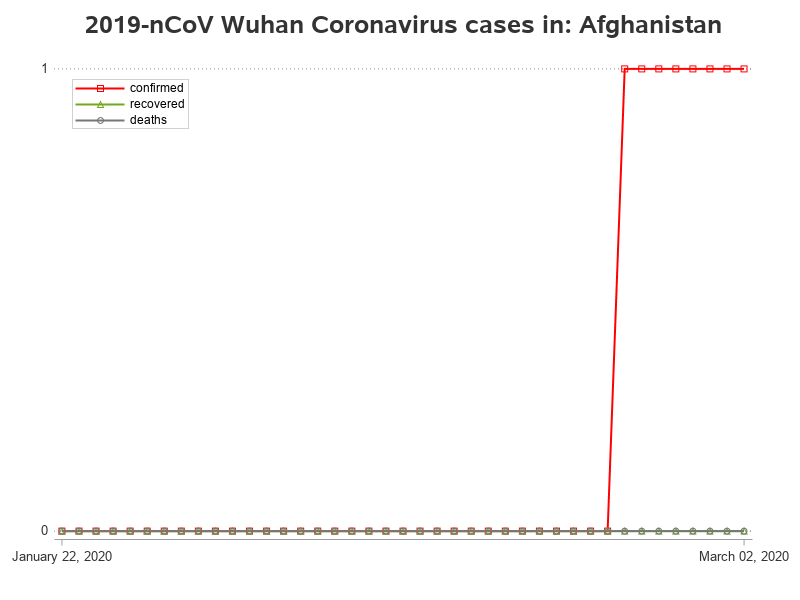 2019-nCoV Wuhan Coronavirus cases in: Afghanistan
1
confirmed
recovered
deaths
0
January 22, 2020
March 02, 2020